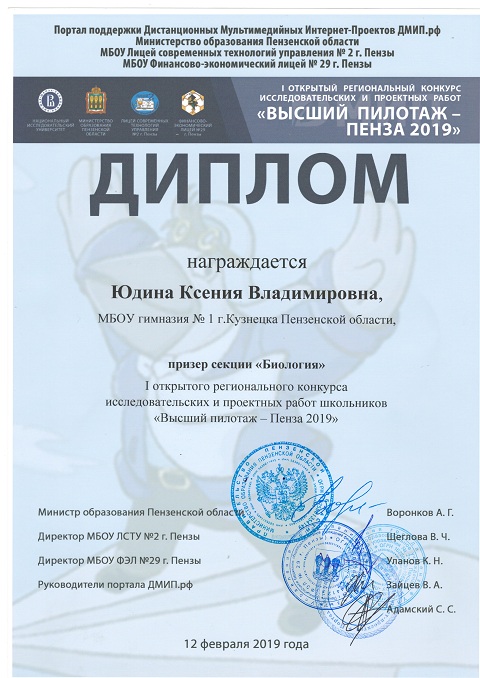 Портал поддержки Дистанционных Мультимедийных Интернет-Проектов ДМИП.рф
Министерство образования Пензенской области
МБОУ Лицей современных технологий управления № 2 г. Пензы
МБОУ Финансово-экономический лицей № 29 г. Пензы
I ОТКРЫТЫЙ РЕГИОНАЛЬНЫЙ КОНКУРС
ИССЛЕДОВАТЕЛЬСКИХ И ПРОЕКТНЫХ РАБОТ
«ВЫСШИЙ ПИЛОТАЖ –
ПЕНЗА 2019»
НАЦИОНАЛЬНЫЙ
ИССЛЕДОВАТЕЛЬСКИЙ
УНИВЕРСИТЕТ
МИНИСТЕРСТВО
ОБРАЗОВАНИЯ
ПЕНЗЕНСКОЙ
ОБЛАСТИ
ЛИЦЕЙ СОВРЕМЕННЫХ
ТЕХНОЛОГИЙ
УПРАВЛЕНИЯ
№2 г. Пензы
ФИНАНСОВО-
ЭКОНОМИЧЕСКИЙ
ЛИЦЕЙ №29
г. Пензы
ДИПЛОМ
награждается
Юдина Ксения Владимировна,
МБОУ гимназия № 1 г.Кузнецка Пензенской области,
призер секции «Биология»
I открытого регионального конкурса
исследовательских и проектных работ школьников
«Высший пилотаж – Пенза 2019»
Министр образования Пензенской области Воронков А. Г.
Директор МБОУ ЛСТУ №2 г. Пензы Щеглова В. Ч.
Директор МБОУ ФЭЛ №29 г. Пензы Уланов К. Н.
Руководители портала ДМИП.рф Зайцев В. А.
Адамский С. С.
12 февраля 2019 года